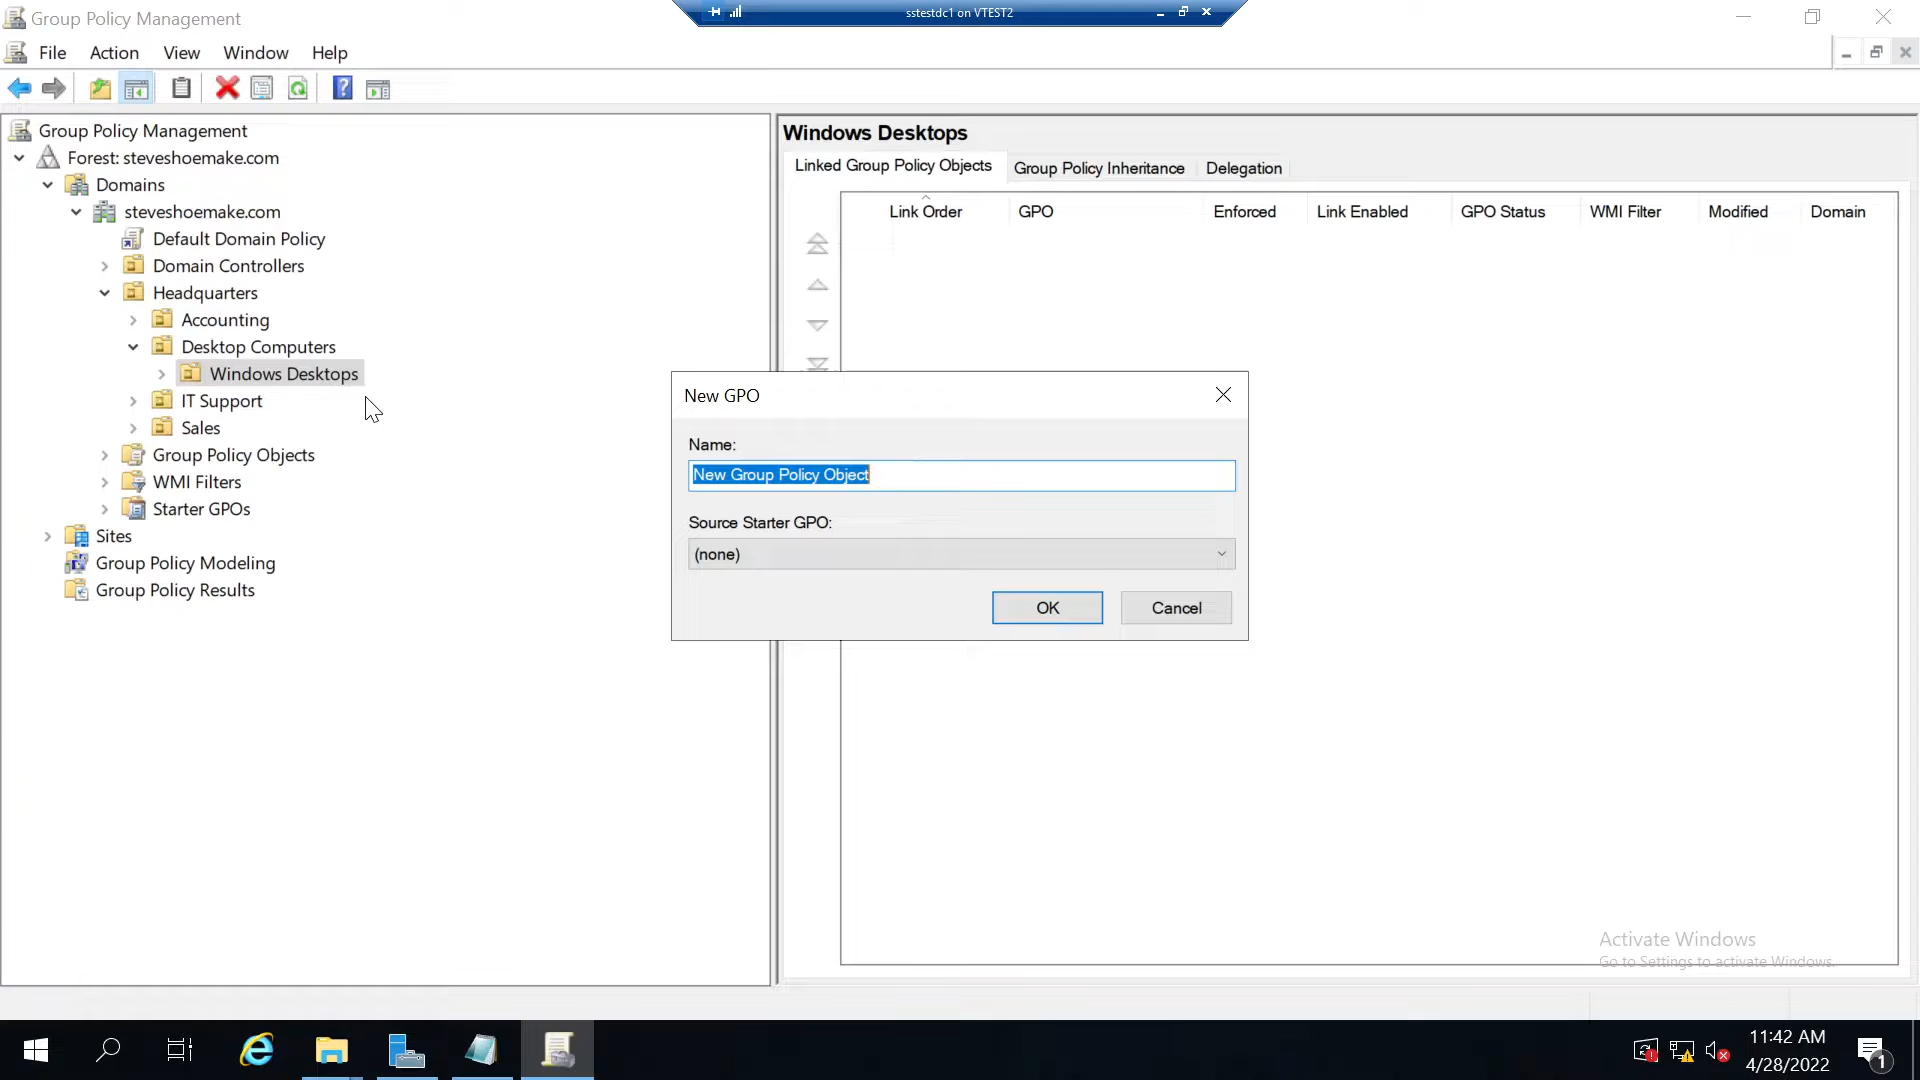 Group Policy Management
sstestdc1 on VTEST2
File Action View Window Help
Group Policy Management
Forest: steveshoemake.com
Domains
steveshoemake.com
Default Domain Policy
Domain Controllers
Headquarters
Accounting
Desktop Computers
Windows Desktops
IT Support
Sales
Group Policy Objects
WMI Filters
Starter GPOs
Sites
Group Policy Modeling
Group Policy Results
Windows Desktops
Linked Group Policy Objects Group Policy Inheritance Delegation
Link Order GPO Enforced Link Enabled GPO Status WMI Filter Modified Domain
New GPO
Name:
New Group Policy Object
Source Starter GPO:
(none)
OK Cancel
Activate Windows
Go to Settings to activate Windows.
11:42 AM
4/28/2022
1